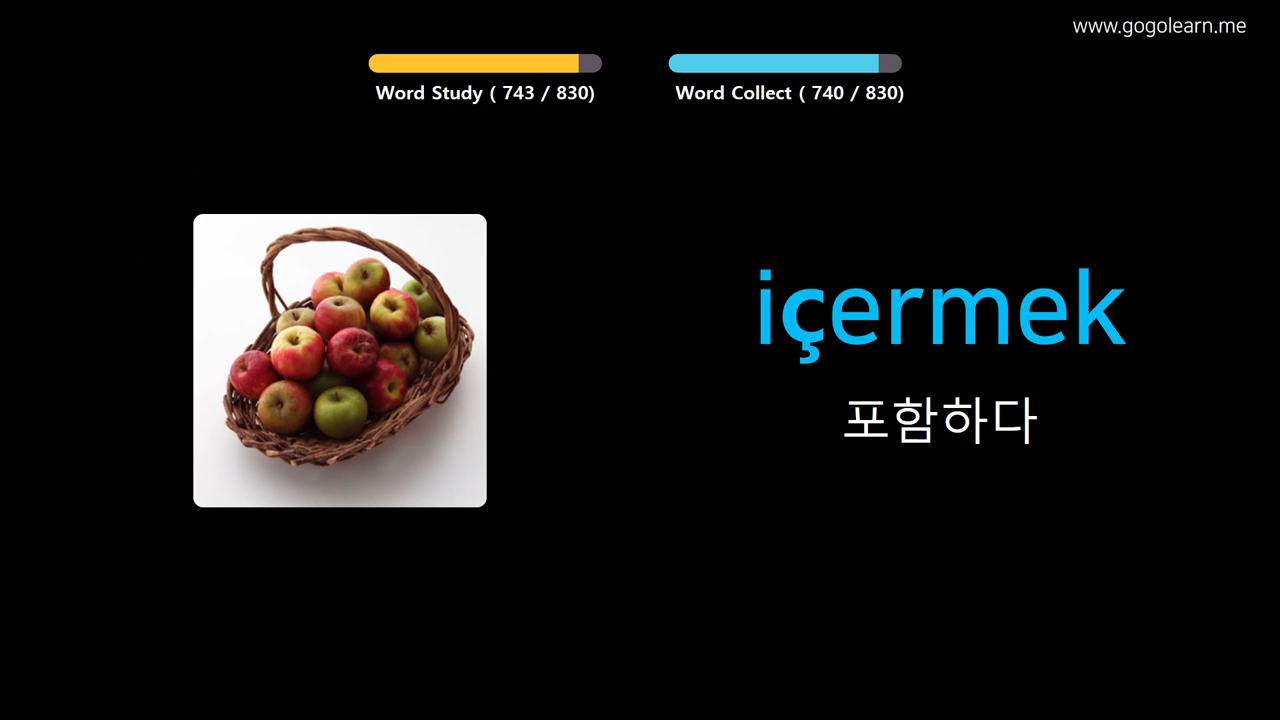 www.gogolearn.me
Word Study ( 743 / 830)
Word Collect ( 740 / 830)
içermek
포함하다